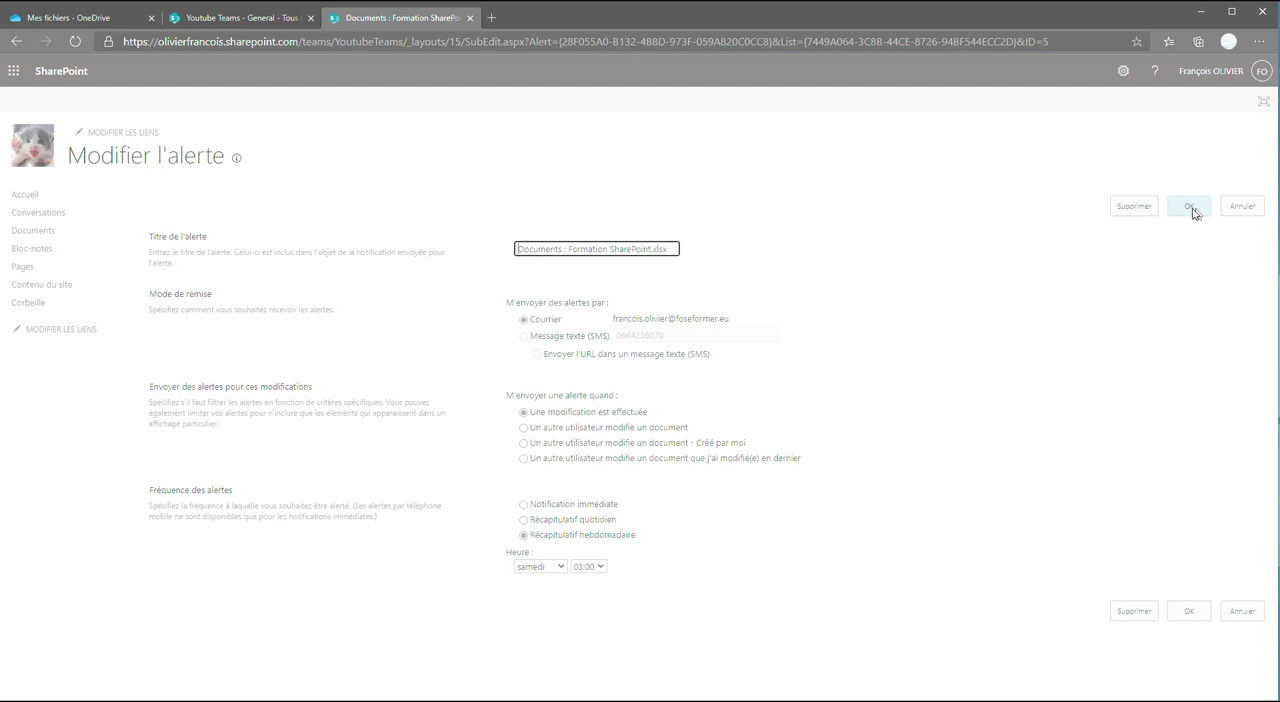 Mes fichiers - OneDrive
Youtube Teams - General - Tous
Documents : Formation SharePo
https://olivierfrancois.sharepoint.com/teams/YoutubeTeams/_layouts/15/SubEdit.aspx?Alert={28F055A0-B132-4B8D-973F-059A820C0CC8}&List={7449A064-3C8B-44CE-8726-94BF544ECC2D}&ID=5
SharePoint
? François OLIVIER FO
MODIFIER LES LIENS
Modifier l'alerte
Accueil
Conversations
Documents
Bloc-notes
Pages
Contenu du site
Corbeille
MODIFIER LES LIENS
Supprimer OK Annuler
Titre de l'alerte
Entrez le titre de l'alerte. Celui-ci est inclus dans l'objet de la notification envoyée pour
l'alerte.
Documents : Formation SharePoint.xlsx
Mode de remise
Spécifiez comment vous souhaitez recevoir les alertes.
M'envoyer des alertes par :
Courrier francois.olivier@foseformer.eu
Message texte (SMS) 0664256070
Envoyer l'URL dans un message texte (SMS)
Envoyer des alertes pour ces modifications
Spécifiez s'il faut filtrer les alertes en fonction de critères spécifiques. Vous pouvez
également limiter vos alertes pour n'inclure que les éléments qui apparaissent dans un
affichage particulier.
M'envoyer une alerte quand :
Une modification est effectuée
Un autre utilisateur modifie un document
Un autre utilisateur modifie un document - Créé par moi
Un autre utilisateur modifie un document que j'ai modifié(e) en dernier
Fréquence des alertes
Spécifiez la fréquence à laquelle vous souhaitez être alerté. (Les alertes par téléphone
mobile ne sont disponibles que pour les notifications immédiates.)
Notification immédiate
Récapitulatif quotidien
Récapitulatif hebdomadaire
Heure :
samedi 03:00
Supprimer OK Annuler